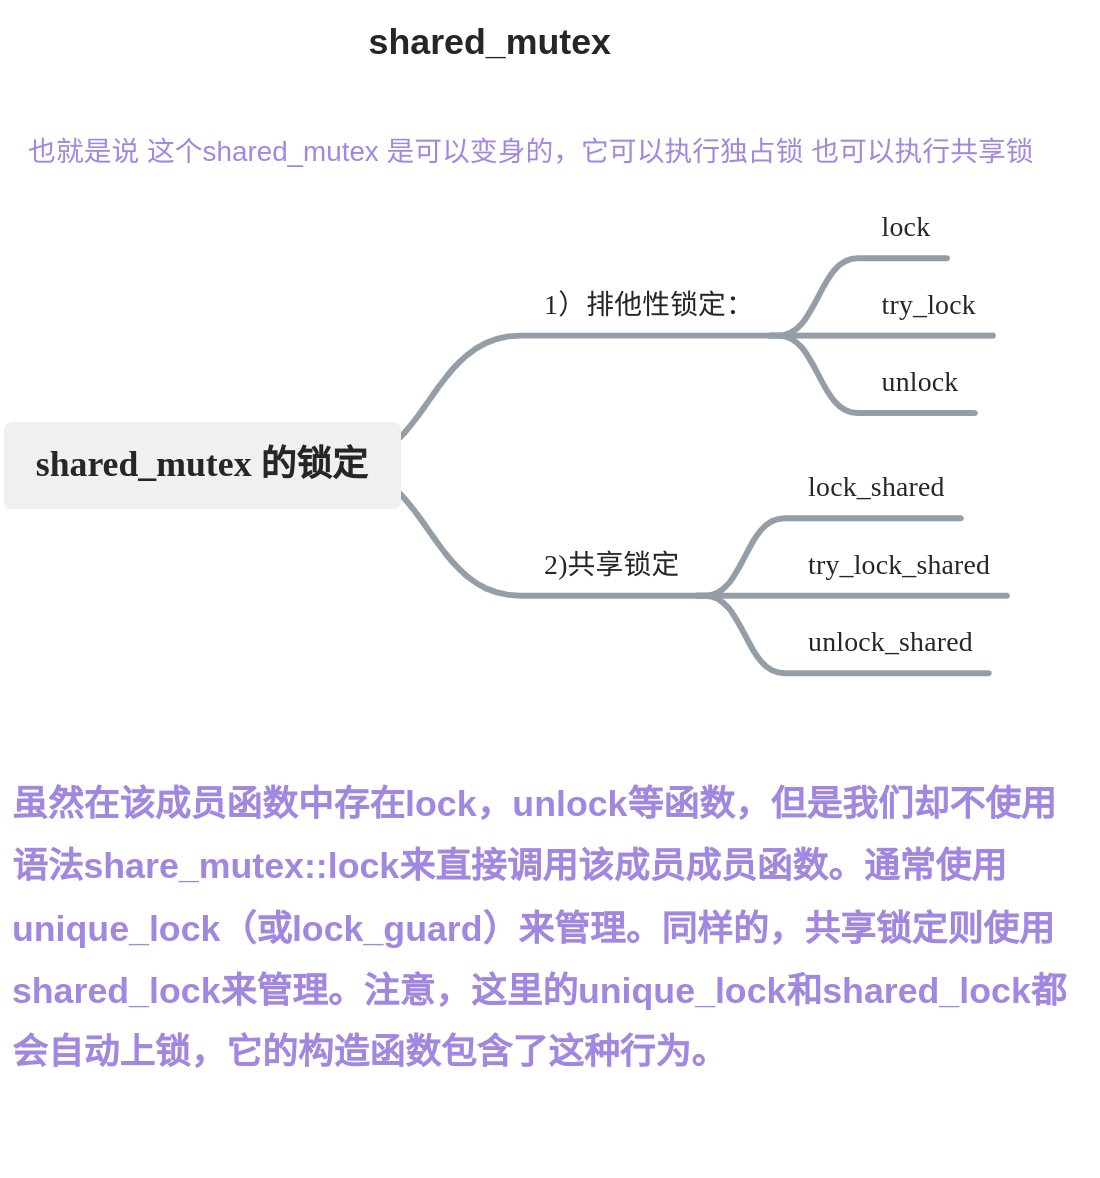 shared_mutex
也就是说 这个shared_mutex 是可以变身的，它可以执行独占锁 也可以执行共享锁
lock
1）排他性锁定：
try_lock
unlock
shared_mutex 的锁定
lock_shared
2)共享锁定
try_lock_shared
unlock_shared
虽然在该成员函数中存在lock，unlock等函数，但是我们却不使用
语法share_mutex::lock来直接调用该成员成员函数。通常使用
unique_lock（或lock_guard）来管理。同样的，共享锁定则使用
shared_lock来管理。注意，这里的unique_lock和shared_lock都
会自动上锁，它的构造函数包含了这种行为。